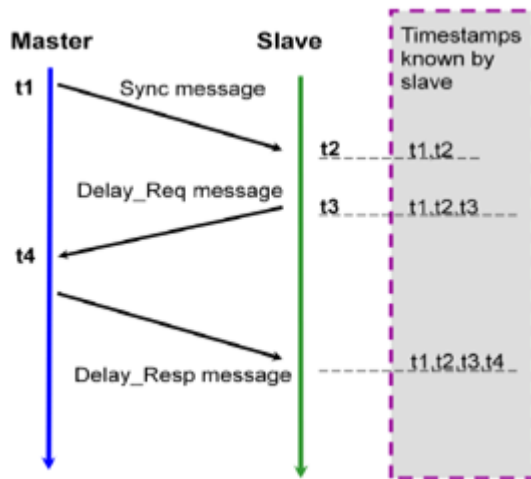 Master
Slave
Timestamps
known by
slave
t1
Sync message
t2
t1,t2
Delay_Req message
t3
t1,t2,t3
t4
Delay_Resp message
t1,t2,t3,t4